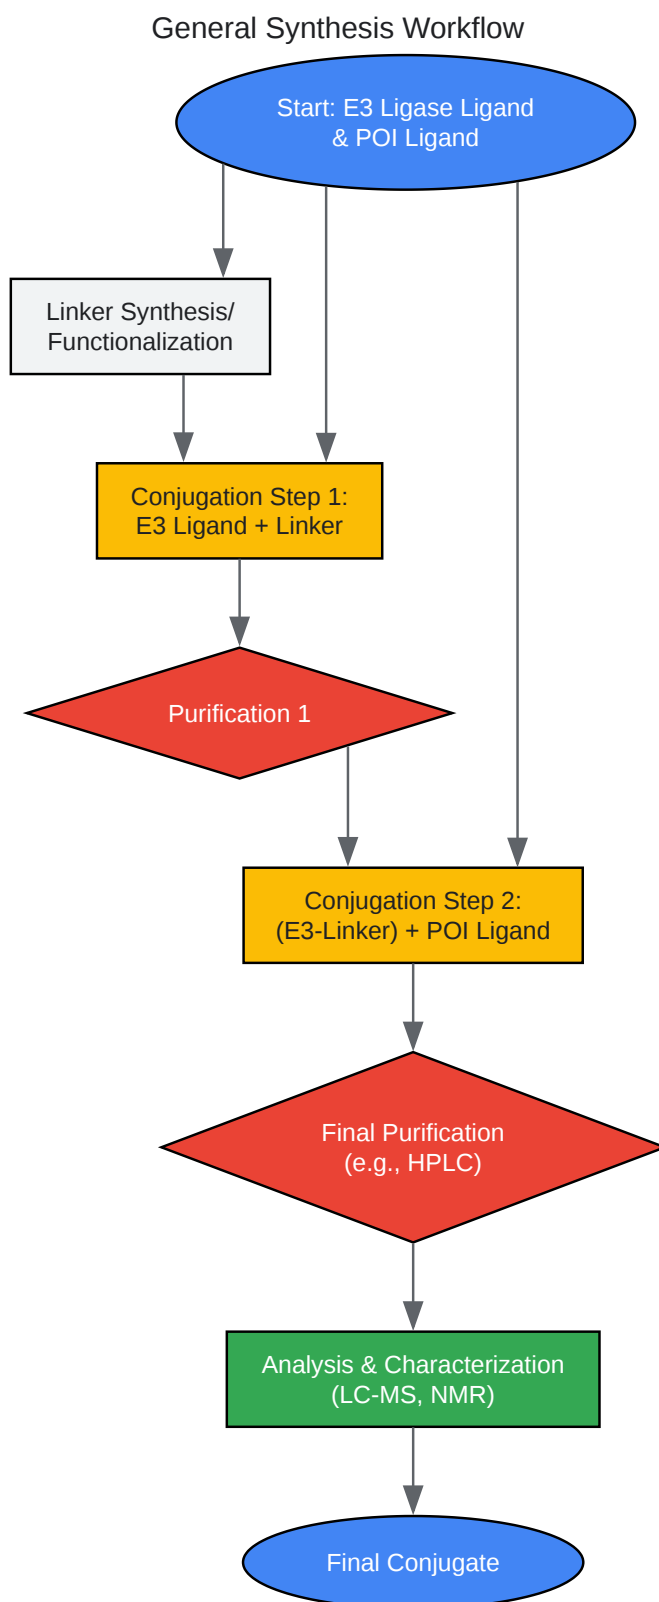 General Synthesis Workflow
Start: E3 Ligase Ligand
& POI Ligand
Linker Synthesis/
Functionalization
Conjugation Step 1:
E3 Ligand + Linker
Purification 1
Conjugation Step 2:
(E3-Linker) + POI Ligand
Final Purification
(e.g., HPLC)
Analysis & Characterization
(LC-MS, NMR)
Final Conjugate